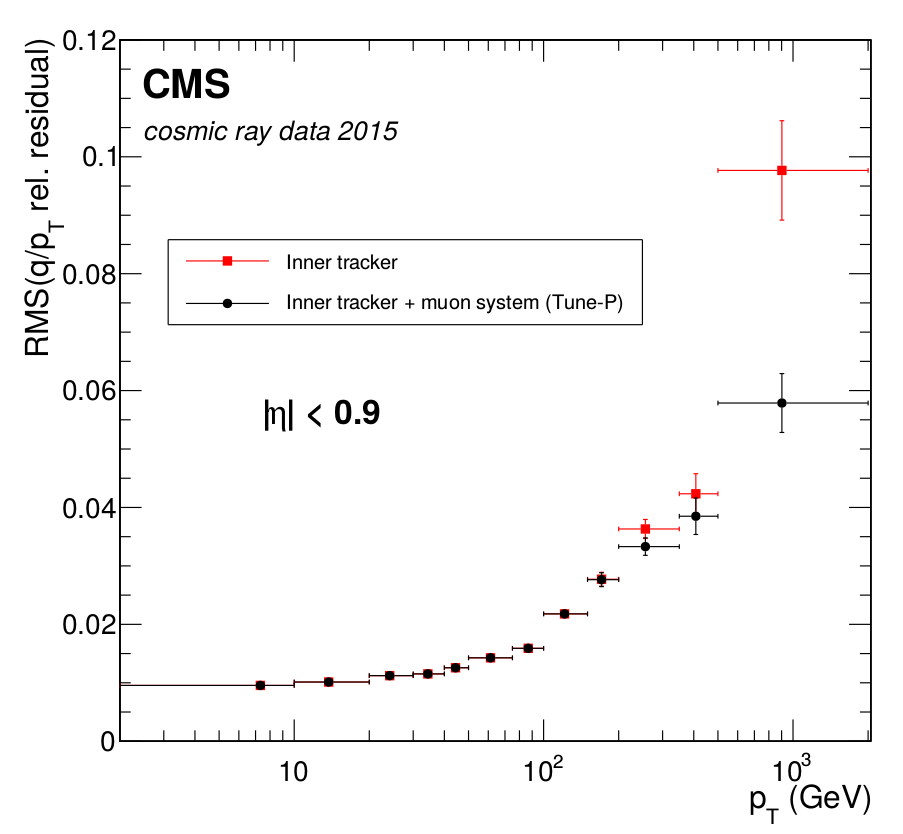 CMS
cosmic ray data 2015
Inner tracker
Inner tracker + muon system (Tune-P)
|η| < 0.9
RMS(q/p_T rel. residual)
0.12
0.1
0.08
0.06
0.04
0.02
0
10
10²
10³
p_T (GeV)